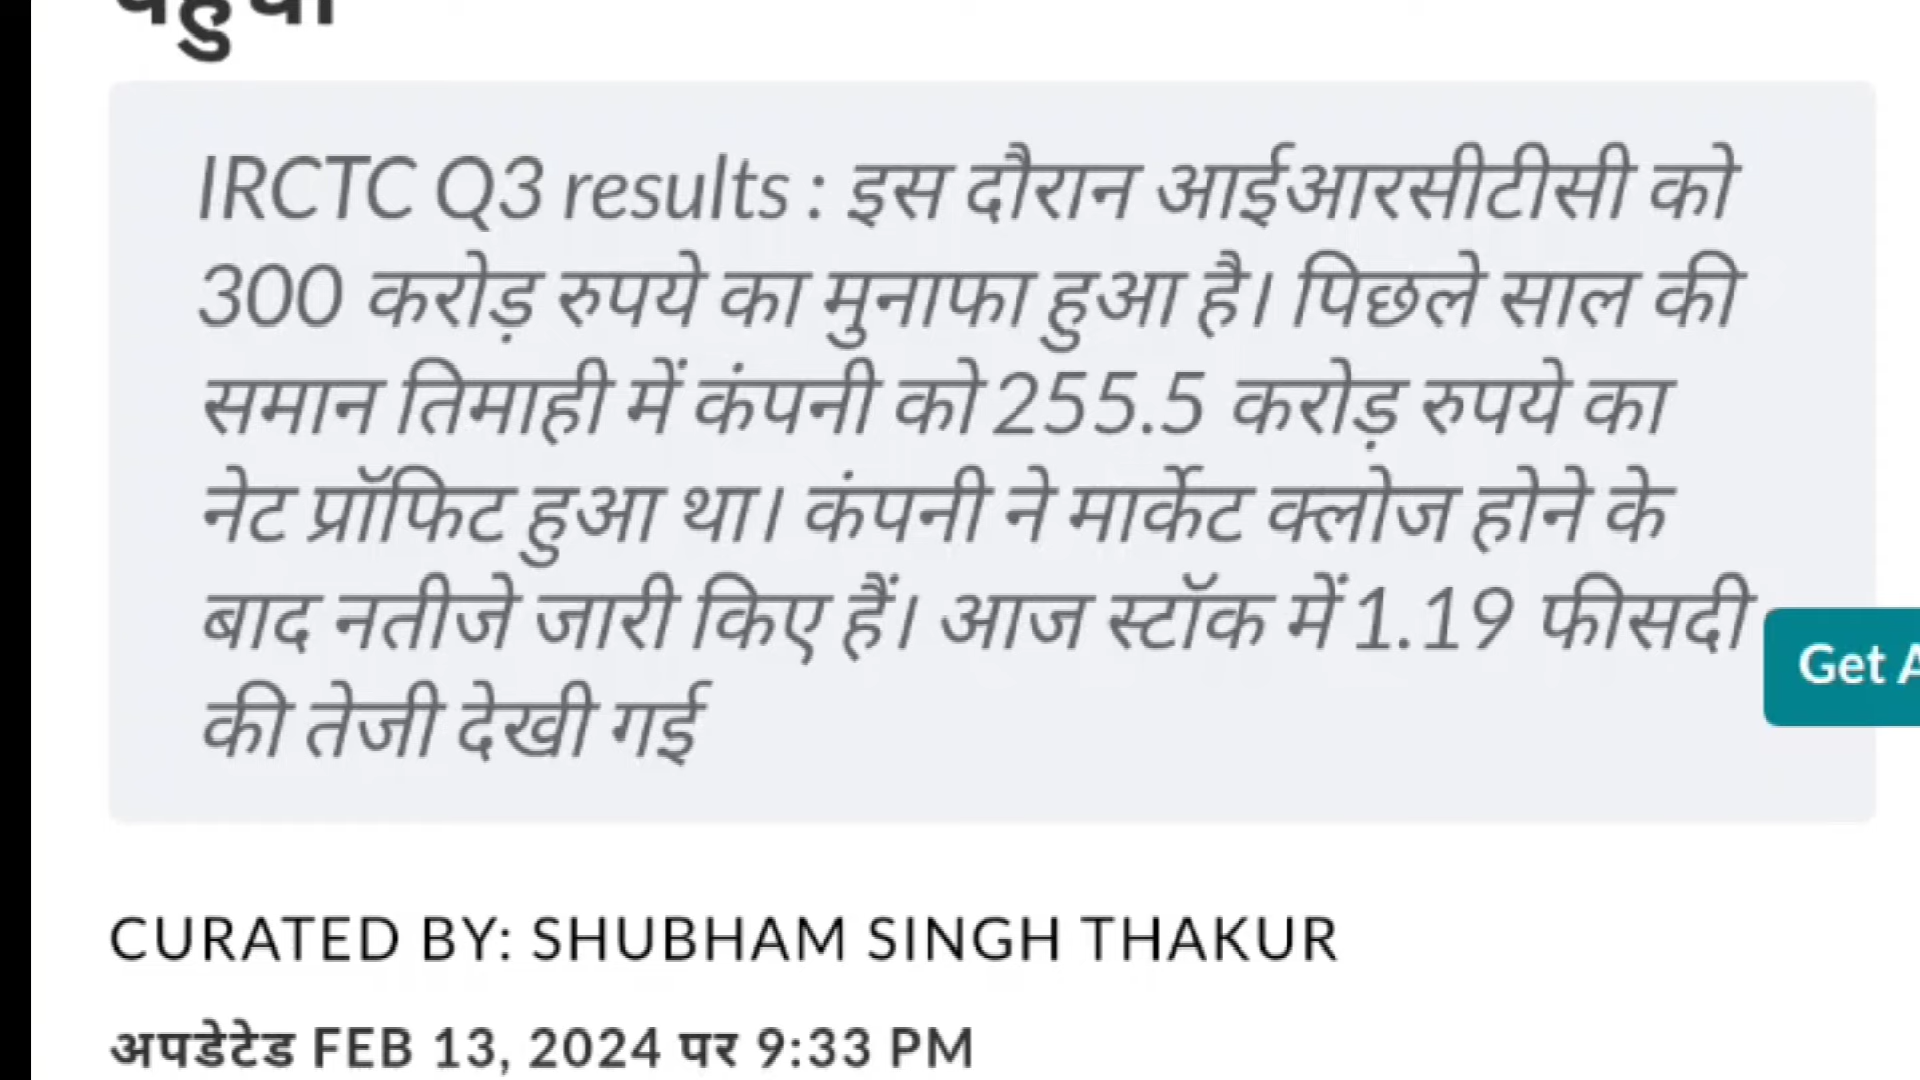 IRCTC Q3 results : इस दौरान आईआरसीटीसी को
300 करोड़ रुपये का मुनाफा हुआ है। पिछले साल की
समान तिमाही में कंपनी को 255.5 करोड़ रुपये का
नेट प्रॉफिट हुआ था। कंपनी ने मार्केट क्लोज होने के
बाद नतीजे जारी किए हैं। आज स्टॉक में 1.19 फीसदी
की तेजी देखी गई
Get
CURATED BY: SHUBHAM SINGH THAKUR
अपडेटेड FEB 13, 2024 पर 9:33 PM